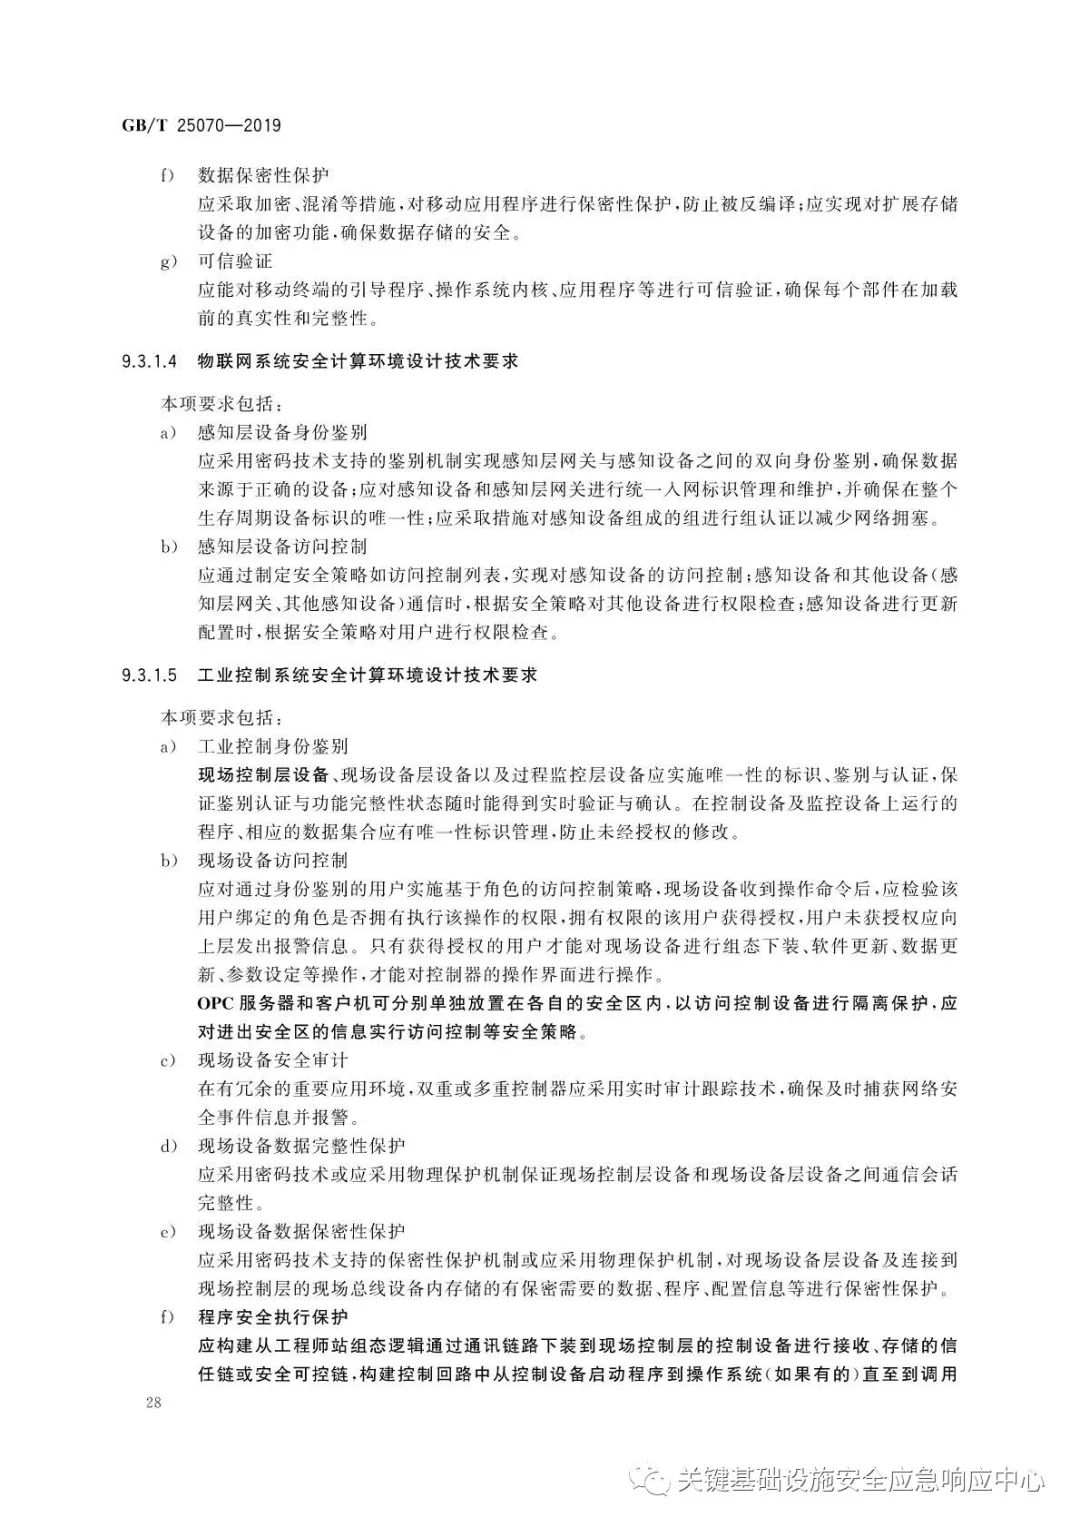 GB/T 25070—2019
f) 数据保密性保护
应采取加密、混淆等措施,对移动应用程序进行保密性保护,防止被反编译;应实现对扩展存储
设备的加密功能,确保数据存储的安全。
g) 可信验证
应能对移动终端的引导程序、操作系统内核、应用程序等进行可信验证,确保每个部件在加载
前的真实性和完整性。
9.3.1.4 物联网系统安全计算环境设计技术要求
本项要求包括:
a) 感知层设备身份鉴别
应采用密码技术支持的鉴别机制实现感知层网关与感知设备之间的双向身份鉴别,确保数据
来源于正确的设备;应对感知设备和感知层网关进行统一入网标识管理和维护,并确保在整个
生存周期设备标识的唯一性;应采取措施对感知设备组成的组进行组认证以减少网络拥塞。
b) 感知层设备访问控制
应通过制定安全策略如访问控制列表,实现对感知设备的访问控制;感知设备和其他设备(感
知层网关、其他感知设备)通信时,根据安全策略对其他设备进行权限检查;感知设备进行更新
配置时,根据安全策略对用户进行权限检查。
9.3.1.5 工业控制系统安全计算环境设计技术要求
本项要求包括:
a) 工业控制身份鉴别
现场控制层设备、现场设备层设备以及过程监控层设备应实施唯一性的标识、鉴别与认证,保
证鉴别认证与功能完整性状态随时能得到实时验证与确认。在控制设备及监控设备上运行的
程序、相应的数据集合应有唯一性标识管理,防止未经授权的修改。
b) 现场设备访问控制
应对通过身份鉴别的用户实施基于角色的访问控制策略,现场设备收到操作命令后,应检验该
用户绑定的角色是否拥有执行该操作的权限,拥有权限的该用户获得授权,用户未获授权应向
上层发出报警信息。只有获得授权的用户才能对现场设备进行组态下装、软件更新、数据更
新、参数设定等操作,才能对控制器的操作界面进行操作。
OPC 服务器和客户机可分别单独放置在各自的安全区内,以访问控制设备进行隔离保护,应
对进出安全区的信息实行访问控制等安全策略。
c) 现场设备安全审计
在有冗余的重要应用环境,双重或多重控制器应采用实时审计跟踪技术,确保及时捕获网络安
全事件信息并报警。
d) 现场设备数据完整性保护
应采用密码技术或应采用物理保护机制保证现场控制层设备和现场设备层设备之间通信会话
完整性。
e) 现场设备数据保密性保护
应采用密码技术支持的保密性保护机制或应采用物理保护机制,对现场设备层设备及连接到
现场控制层的现场总线设备内存储的有保密需要的数据、程序、配置信息等进行保密性保护。
f) 程序安全执行保护
应构建从工程师站组态逻辑通过通讯链路下装到现场控制层的控制设备进行接收、存储的信
任链或安全可控链,构建控制回路中从控制设备启动程序到操作系统(如果有的)直至到调用
28
关键基础设施安全应急响应中心